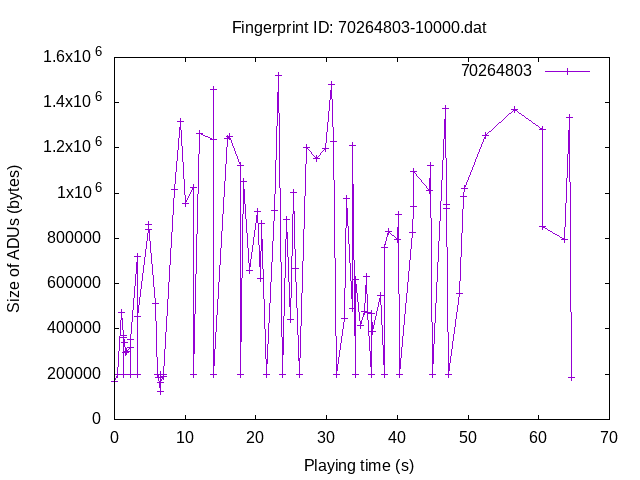 Fingerprint ID: 70264803-10000.dat
70264803
Size of ADUs (bytes)
1.6x10^6
1.4x10^6
1.2x10^6
1x10^6
800000
600000
400000
200000
0
0 10 20 30 40 50 60 70
Playing time (s)